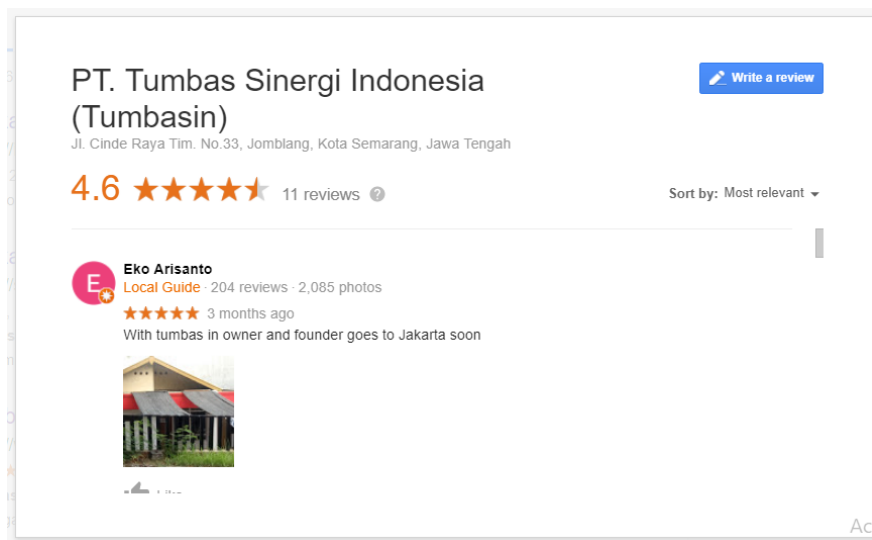 PT. Tumbas Sinergi Indonesia
(Tumbasin)
Write a review
Jl. Cinde Raya Tim. No.33, Jomblang, Kota Semarang, Jawa Tengah
4.6 11 reviews ?
Sort by: Most relevant
E
Eko Arisanto
Local Guide · 204 reviews · 2,085 photos
3 months ago
With tumbas in owner and founder goes to Jakarta soon
Like
Ac